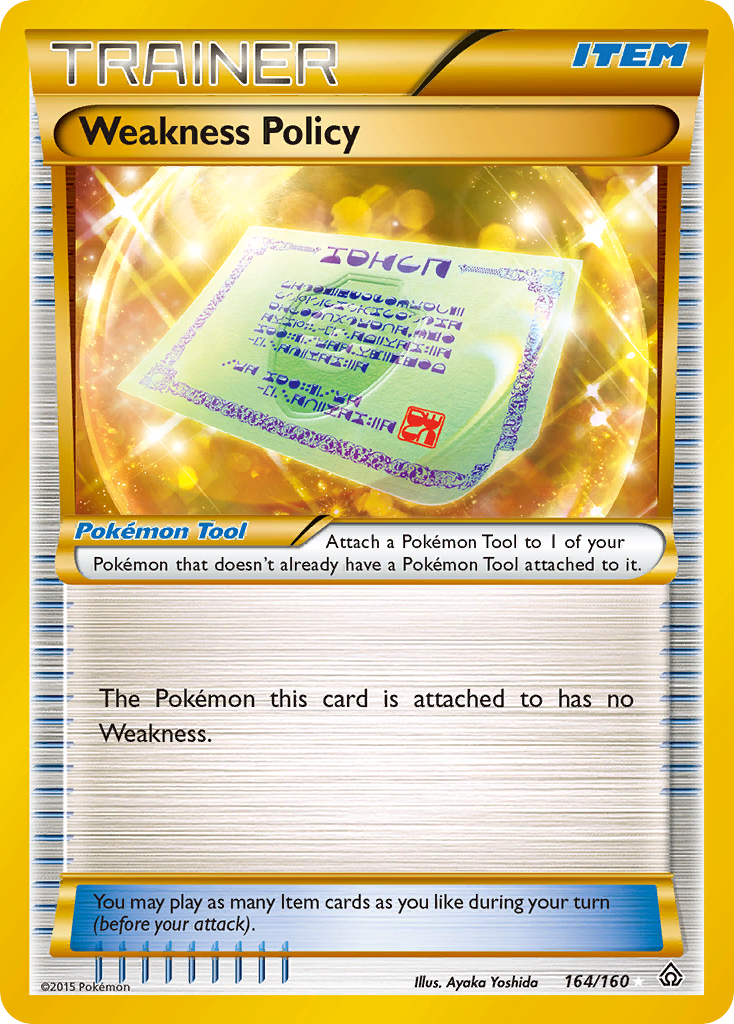 TRAINER
ITEM
Weakness Policy
Pokémon Tool
Attach a Pokémon Tool to 1 of your
Pokémon that doesn't already have a Pokémon Tool attached to it.
The Pokémon this card is attached to has no
Weakness.
You may play as many Item cards as you like during your turn
(before your attack).
©2015 Pokémon
Illus. Ayaka Yoshida
164/160